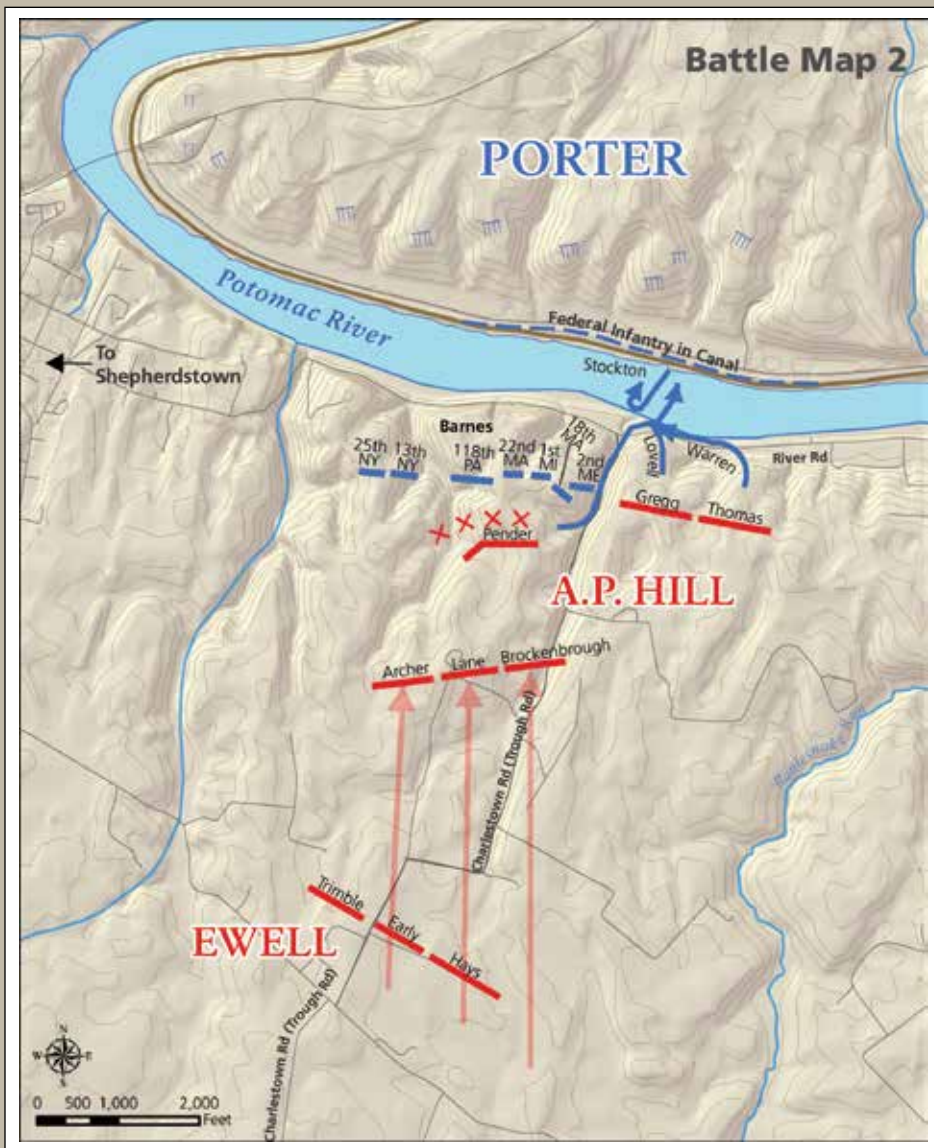 Battle Map 2
PORTER
Potomac River
Federal Infantry in Canal
To
Shepherdstown
Stockton
Barnes
25th
NY
13th
NY
118th
PA
22nd
MA
1st
MI
18th
MA
2nd
ME
Lovell
Warren
River Rd
Gregg
Thomas
Pender
A.P. HILL
Archer
Lane
Brockenbrough
Charlestown Rd (Trough Rd)
Trimble
Early
Hays
EWELL
Charlestown Rd (Trough Rd)
N
W
E
S
0 500 1,000 2,000
Feet